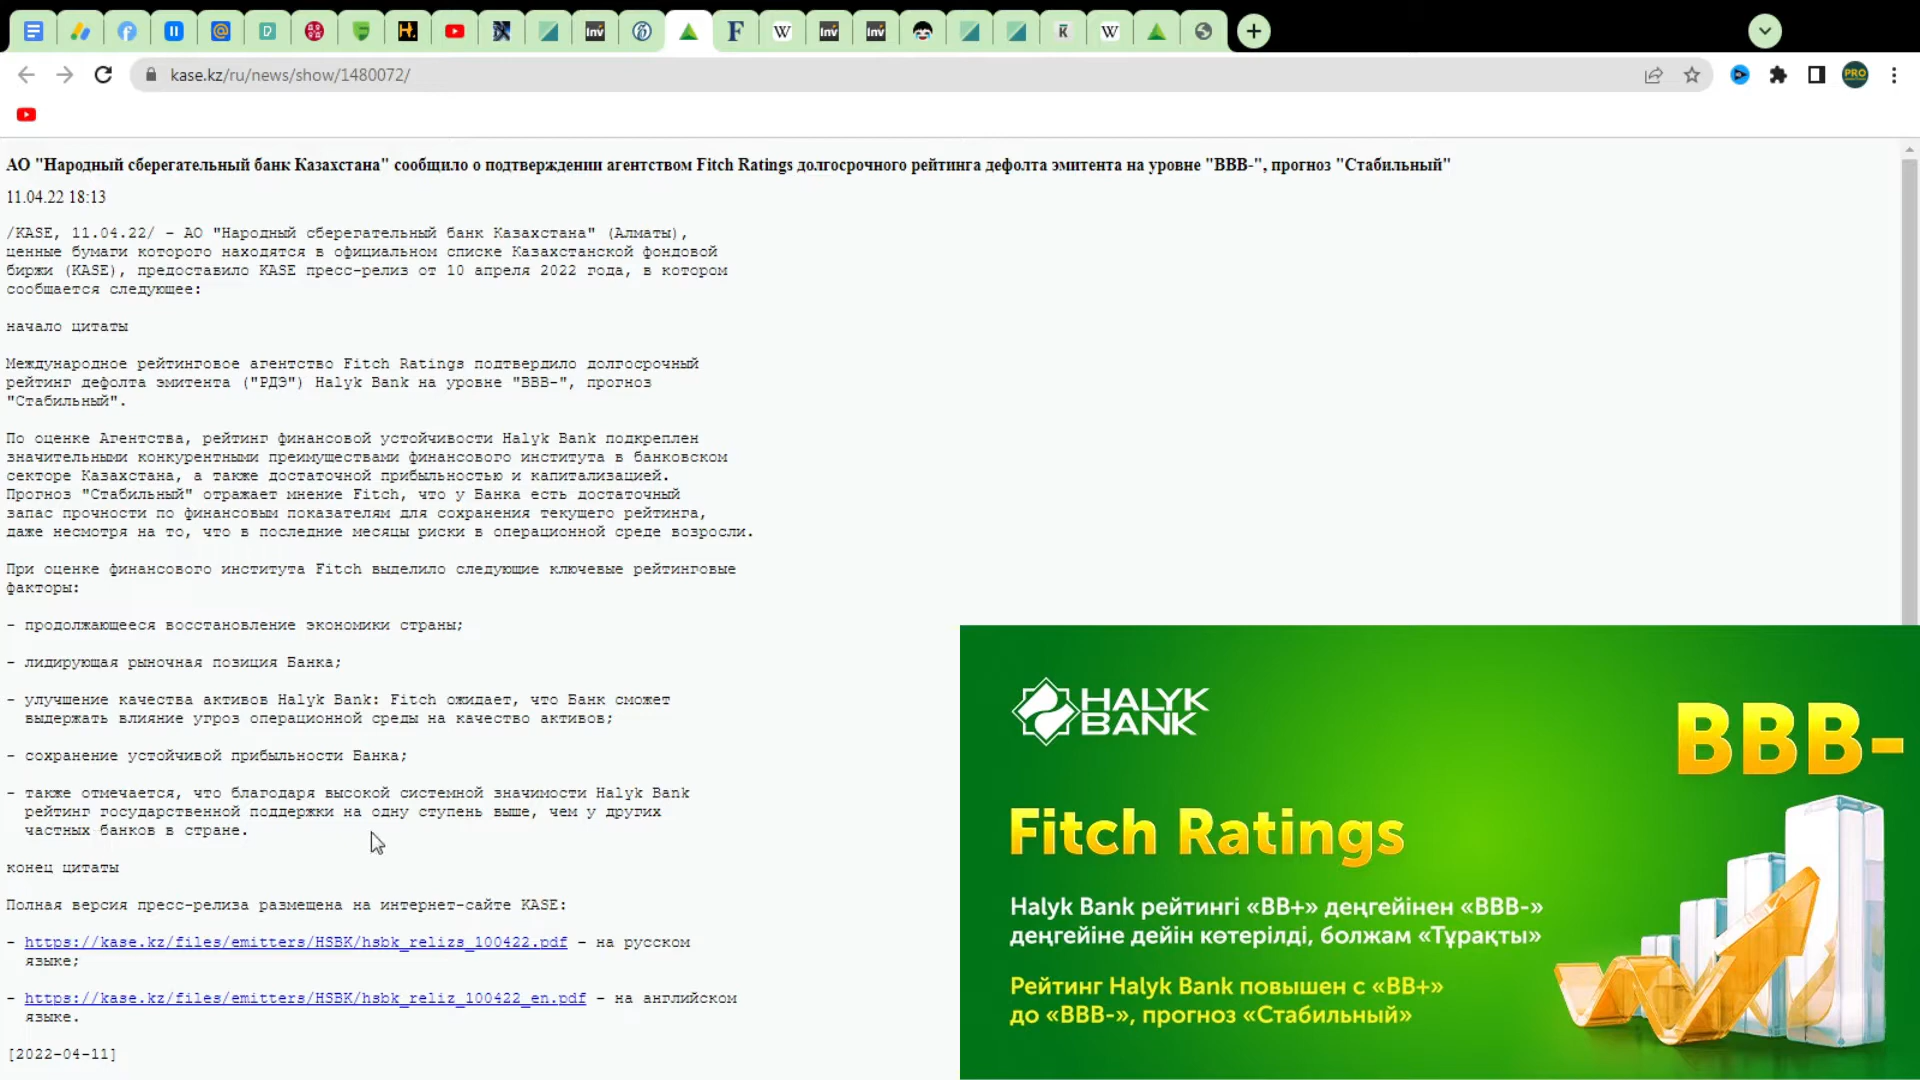 kase.kz/ru/news/show/1480072/
АО "Народный сберегательный банк Казахстана" сообщило о подтверждении агентством Fitch Ratings долгосрочного рейтинга дефолта эмитента на уровне "BBB-", прогноз "Стабильный"
11.04.22 18:13
/KASE, 11.04.22/ - АО "Народный сберегательный банк Казахстана" (Алматы),
ценные бумаги которого находятся в официальном списке Казахстанской фондовой
биржи (KASE), предоставило KASE пресс-релиз от 10 апреля 2022 года, в котором
сообщается следующее:
начало цитаты
Международное рейтинговое агентство Fitch Ratings подтвердило долгосрочный
рейтинг дефолта эмитента ("РДЭ") Halyk Bank на уровне "BBB-", прогноз
"Стабильный".
По оценке Агентства, рейтинг финансовой устойчивости Halyk Bank подкреплен
значительными конкурентными преимуществами финансового института в банковском
секторе Казахстана, а также достаточной прибыльностью и капитализацией.
Прогноз "Стабильный" отражает мнение Fitch, что у Банка есть достаточный
запас прочности по финансовым показателям для сохранения текущего рейтинга,
даже несмотря на то, что в последние месяцы риски в операционной среде возросли.
При оценке финансового института Fitch выделило следующие ключевые рейтинговые
факторы:
- продолжающееся восстановление экономики страны;
- лидирующая рыночная позиция Банка;
- улучшение качества активов Halyk Bank: Fitch ожидает, что Банк сможет
выдержать влияние угроз операционной среды на качество активов;
- сохранение устойчивой прибыльности Банка;
- также отмечается, что благодаря высокой системной значимости Halyk Bank
рейтинг государственной поддержки на одну ступень выше, чем у других
частных банков в стране.
конец цитаты
Полная версия пресс-релиза размещена на интернет-сайте KASE:
- https://kase.kz/files/emitters/HSBK/hsbk_relizs_100422.pdf - на русском
языке;
- https://kase.kz/files/emitters/HSBK/hsbk_reliz_100422_en.pdf - на английском
языке.
[2022-04-11]
HALYK
BANK
BBB-
Fitch Ratings
Halyk Bank рейтингі «BB+» деңгейінен «BBB-»
деңгейіне дейін көтерілді, болжам «Тұрақты»
Рейтинг Halyk Bank повышен с «BB+»
до «BBB-», прогноз «Стабильный»